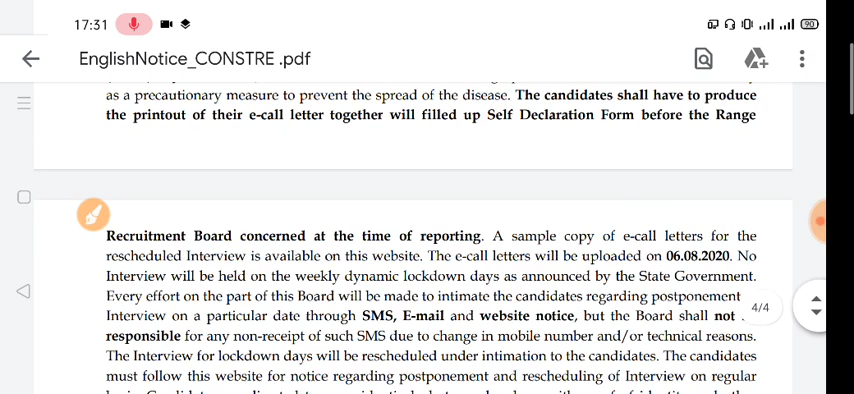 17:31
90
EnglishNotice_CONSTRE .pdf
as a precautionary measure to prevent the spread of the disease. The candidates shall have to produce
the printout of their e-call letter together will filled up Self Declaration Form before the Range
Recruitment Board concerned at the time of reporting. A sample copy of e-call letters for the
rescheduled Interview is available on this website. The e-call letters will be uploaded on 06.08.2020. No
Interview will be held on the weekly dynamic lockdown days as announced by the State Government.
Every effort on the part of this Board will be made to intimate the candidates regarding postponement
4/4
Interview on a particular date through SMS, E-mail and website notice, but the Board shall not
responsible for any non-receipt of such SMS due to change in mobile number and/or technical reasons.
The Interview for lockdown days will be rescheduled under intimation to the candidates. The candidates
must follow this website for notice regarding postponement and rescheduling of Interview on regular